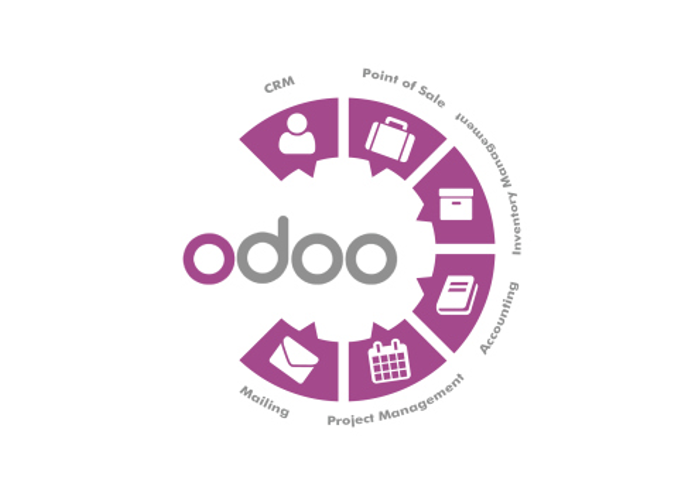 CRM
Point of Sale
Inventory Management
odoo
Accounting
Project Management
Mailing